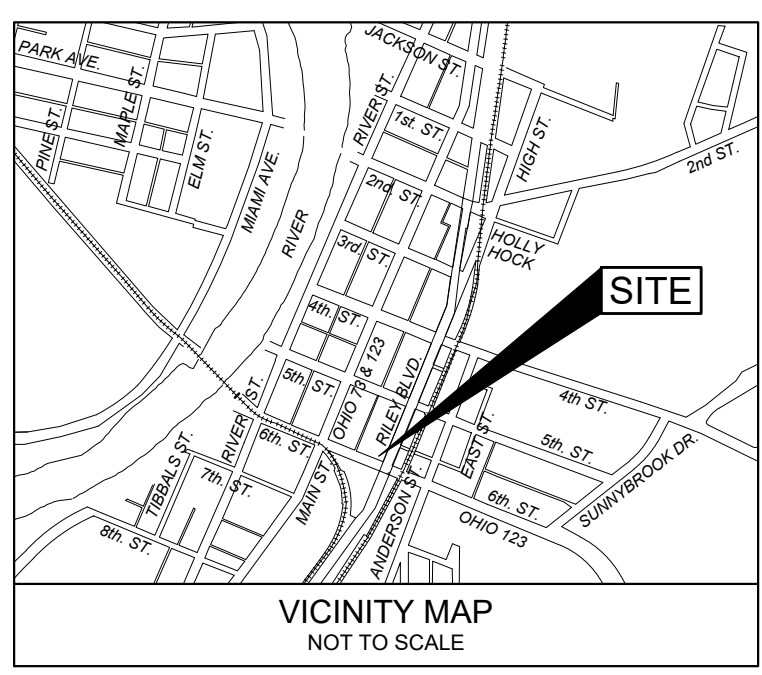 JACKSON ST.
PARK AVE.
MAPLE ST.
PINE ST.
ELM ST.
MIAMI AVE.
RIVER
RIVER ST.
1st. ST.
HIGH ST.
2nd ST.
2nd. ST.
HOLLY
HOCK
3rd. ST.
SITE
4th. ST.
OHIO 73 & 123
RILEY BLVD.
4th ST.
5th. ST.
RIVER ST.
6th. ST.
EAST ST.
5th. ST.
SUNNYBROOK DR.
TIBBALS ST.
7th. ST.
MAIN ST.
ANDERSON ST.
6th. ST.
OHIO 123
8th. ST.
VICINITY MAP
NOT TO SCALE